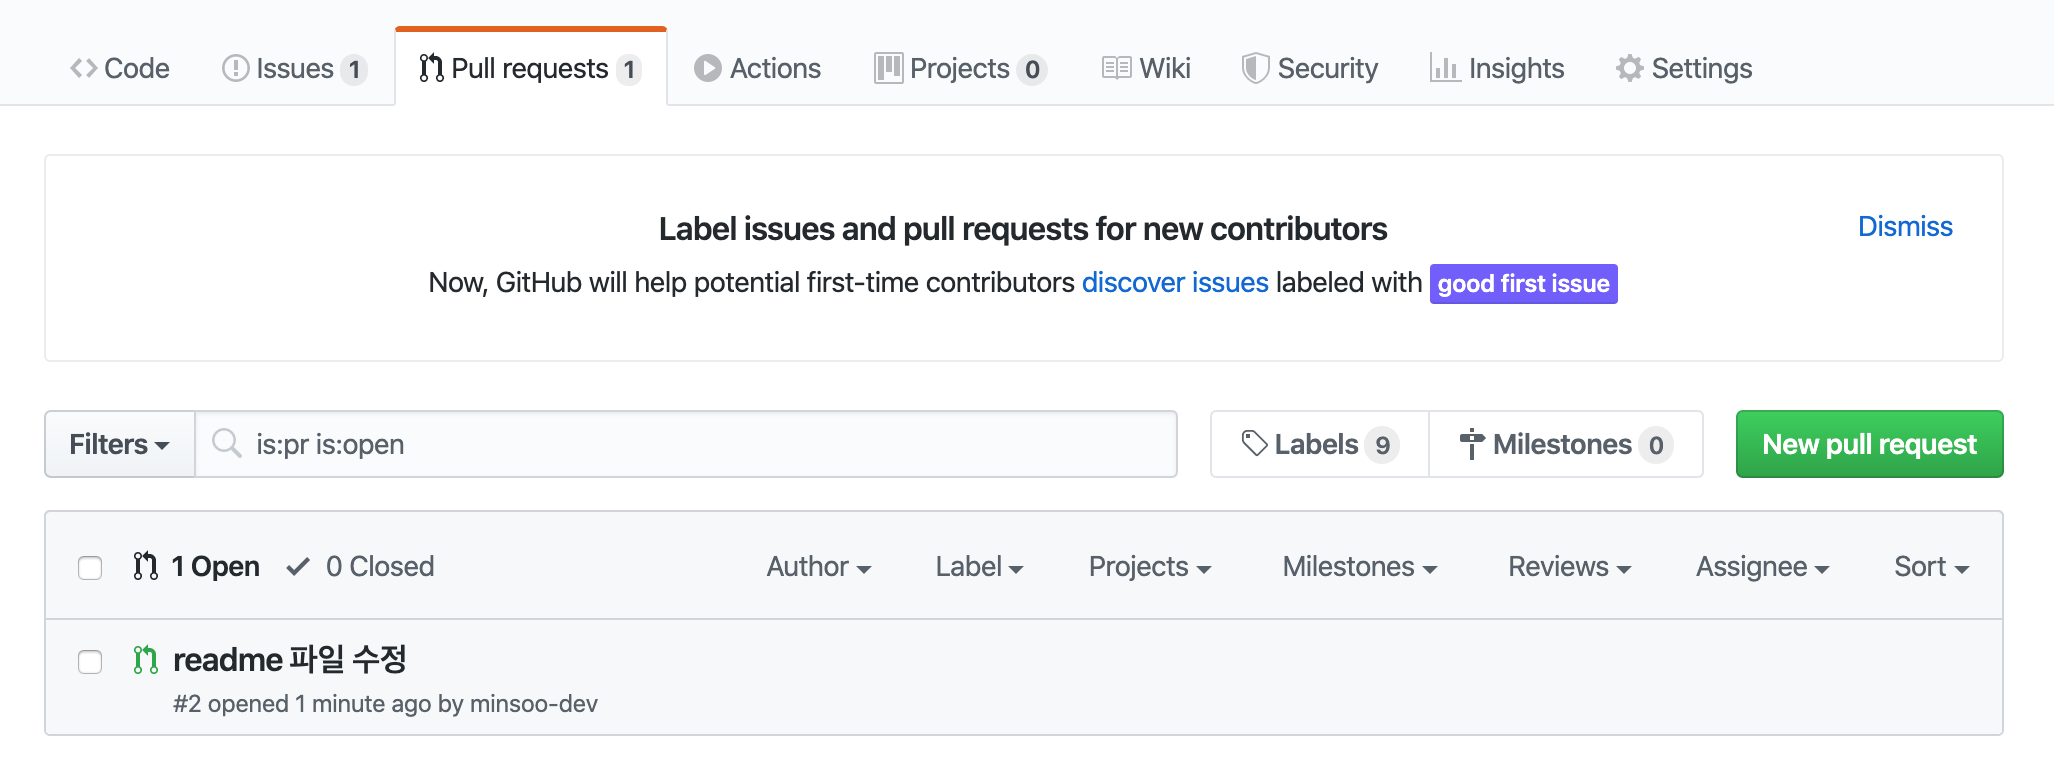 Code Issues 1 Pull requests 1 Actions Projects 0 Wiki Security Insights Settings
Label issues and pull requests for new contributors
Dismiss
Now, GitHub will help potential first-time contributors discover issues labeled with good first issue
Filters is:pr is:open Labels 9 Milestones 0 New pull request
1 Open 0 Closed Author Label Projects Milestones Reviews Assignee Sort
readme 파일 수정
#2 opened 1 minute ago by minsoo-dev